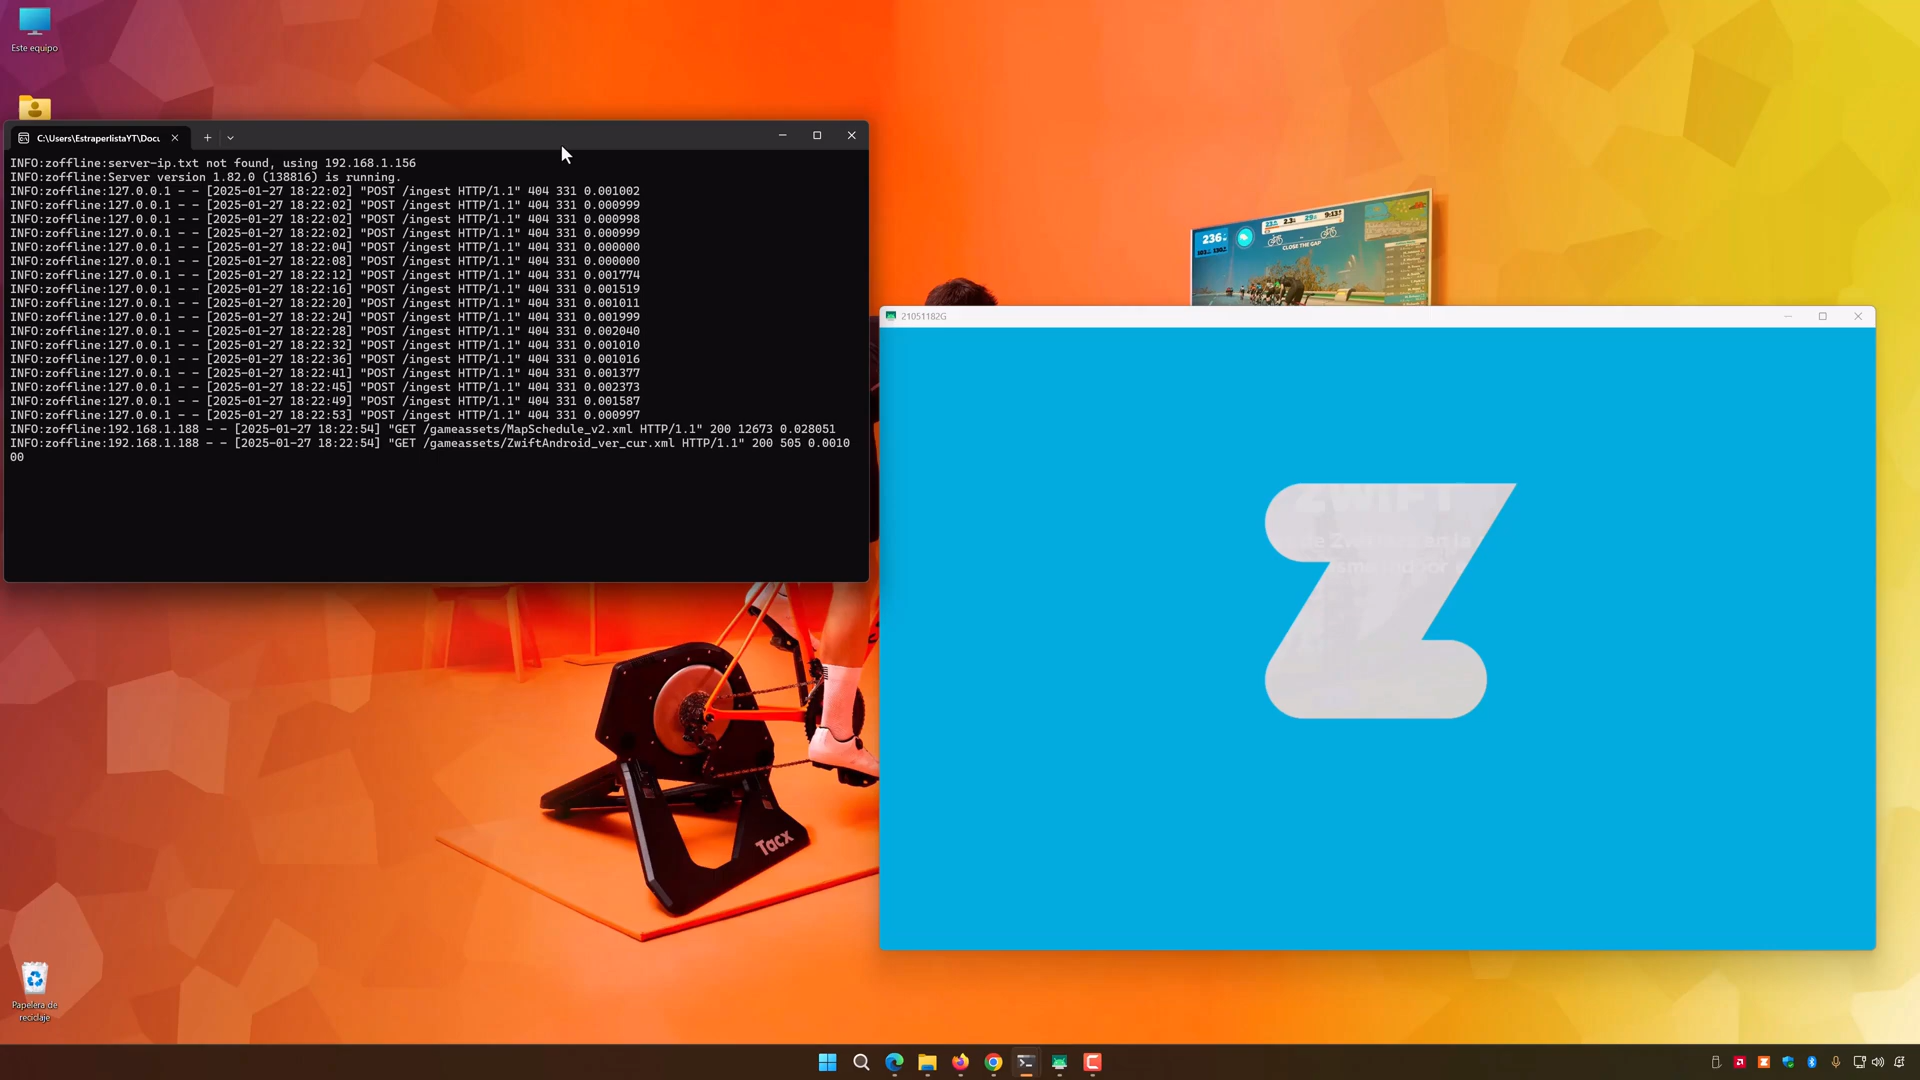 Este equipo
C:\Users\EstraperlistaYT\Docu
INFO:zoffline:server-ip.txt not found, using 192.168.1.156
INFO:zoffline:Server version 1.82.0 (138816) is running.
INFO:zoffline:127.0.0.1 - - [2025-01-27 18:22:02] "POST /ingest HTTP/1.1" 404 331 0.001002
INFO:zoffline:127.0.0.1 - - [2025-01-27 18:22:02] "POST /ingest HTTP/1.1" 404 331 0.000999
INFO:zoffline:127.0.0.1 - - [2025-01-27 18:22:02] "POST /ingest HTTP/1.1" 404 331 0.000998
INFO:zoffline:127.0.0.1 - - [2025-01-27 18:22:02] "POST /ingest HTTP/1.1" 404 331 0.000999
INFO:zoffline:127.0.0.1 - - [2025-01-27 18:22:04] "POST /ingest HTTP/1.1" 404 331 0.000000
INFO:zoffline:127.0.0.1 - - [2025-01-27 18:22:08] "POST /ingest HTTP/1.1" 404 331 0.000000
INFO:zoffline:127.0.0.1 - - [2025-01-27 18:22:12] "POST /ingest HTTP/1.1" 404 331 0.001774
INFO:zoffline:127.0.0.1 - - [2025-01-27 18:22:16] "POST /ingest HTTP/1.1" 404 331 0.001519
INFO:zoffline:127.0.0.1 - - [2025-01-27 18:22:20] "POST /ingest HTTP/1.1" 404 331 0.001011
INFO:zoffline:127.0.0.1 - - [2025-01-27 18:22:24] "POST /ingest HTTP/1.1" 404 331 0.001999
INFO:zoffline:127.0.0.1 - - [2025-01-27 18:22:28] "POST /ingest HTTP/1.1" 404 331 0.002040
INFO:zoffline:127.0.0.1 - - [2025-01-27 18:22:32] "POST /ingest HTTP/1.1" 404 331 0.001010
INFO:zoffline:127.0.0.1 - - [2025-01-27 18:22:36] "POST /ingest HTTP/1.1" 404 331 0.001016
INFO:zoffline:127.0.0.1 - - [2025-01-27 18:22:41] "POST /ingest HTTP/1.1" 404 331 0.001377
INFO:zoffline:127.0.0.1 - - [2025-01-27 18:22:45] "POST /ingest HTTP/1.1" 404 331 0.002373
INFO:zoffline:127.0.0.1 - - [2025-01-27 18:22:49] "POST /ingest HTTP/1.1" 404 331 0.001587
INFO:zoffline:127.0.0.1 - - [2025-01-27 18:22:53] "POST /ingest HTTP/1.1" 404 331 0.000997
INFO:zoffline:192.168.1.188 - - [2025-01-27 18:22:54] "GET /gameassets/MapSchedule_v2.xml HTTP/1.1" 200 12673 0.028051
INFO:zoffline:192.168.1.188 - - [2025-01-27 18:22:54] "GET /gameassets/ZwiftAndroid_ver_cur.xml HTTP/1.1" 200 505 0.0010
00
236
2.3
29
9:13
CLOSE THE GAP
21051182G
ZWIFT
Tacx
Papelera de
reciclaje